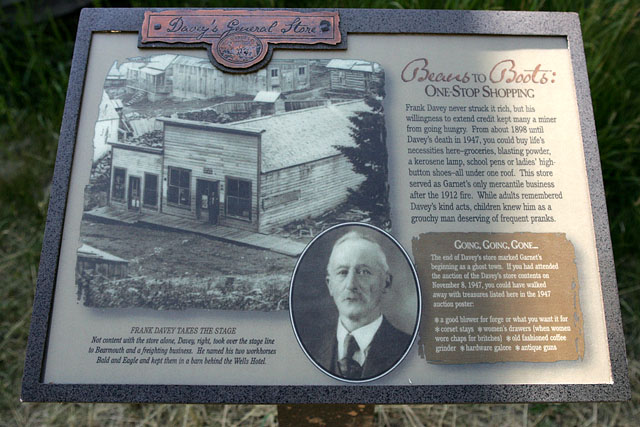 Davey's General Store
Beans to Boots:
One-Stop Shopping
Frank Davey never struck it rich, but his
willingness to extend credit kept many a miner
from going hungry. From about 1898 until
Davey's death in 1947, you could buy life's
necessities here–groceries, blasting powder,
a kerosene lamp, school pens or ladies' high-
button shoes–all under one roof. This store
served as Garnet's only mercantile business
after the 1912 fire. While adults remembered
Davey's kind acts, children knew him as a
grouchy man deserving of frequent pranks.
Going, Going, Gone...
The end of Davey's store marked Garnet's
beginning as a ghost town. If you had attended
the auction of the Davey's store contents on
November 8, 1947, you could have walked
away with treasures listed here in the 1947
auction poster:
* a good blower for forge or what you want it for
* corset stays * women's drawers (when women
wore chaps for britches) * old fashioned coffee
grinder * hardware galore * antique guns
FRANK DAVEY TAKES THE STAGE
Not content with the store alone, Davey, right, took over the stage line
to Bearmouth and a freighting business. He named his two workhorses
Bald and Eagle and kept them in a barn behind the Wells Hotel.